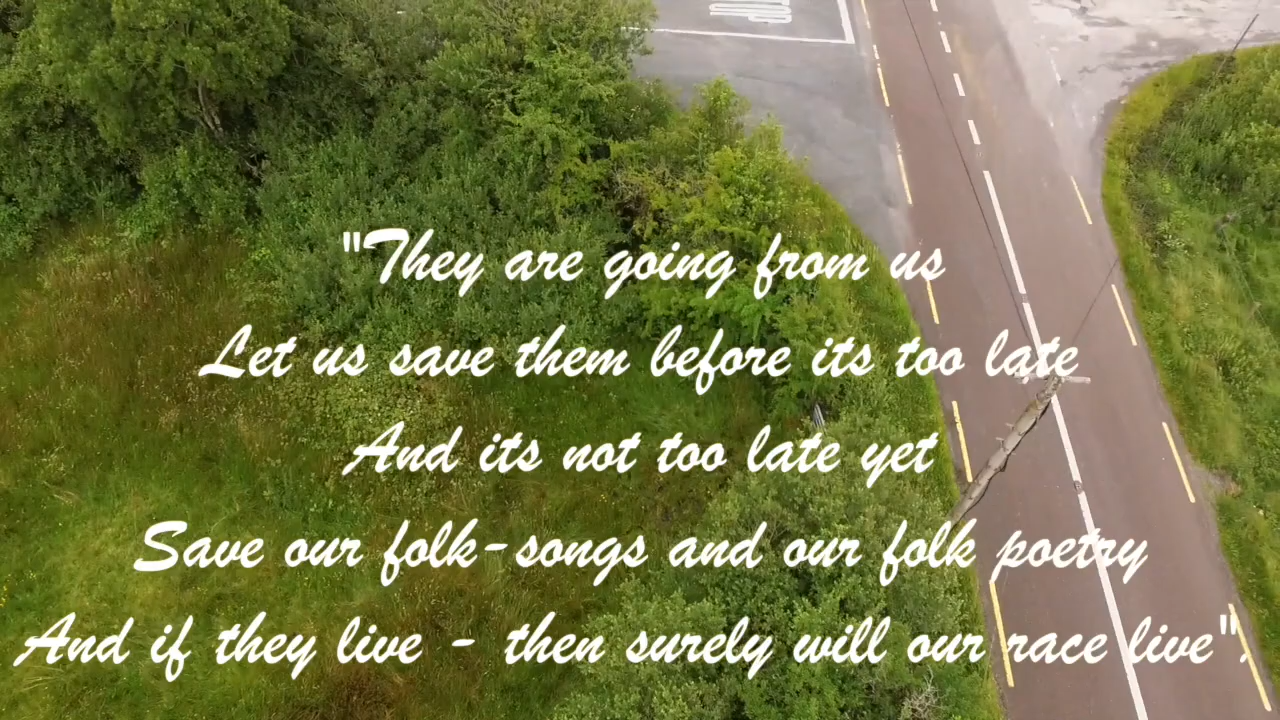 "They are going from us
Let us save them before its too late
And its not too late yet
Save our folk-songs and our folk poetry
And if they live - then surely will our race live".